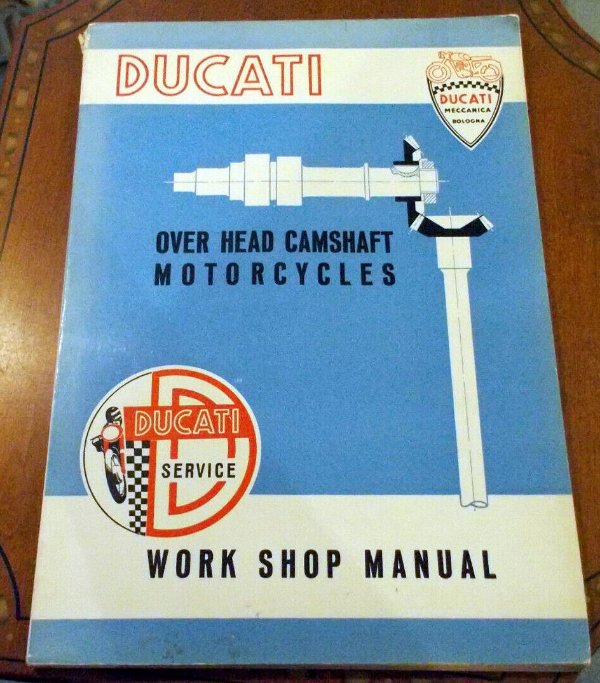 DUCATI
DUCATI
MECCANICA
BOLOGNA
OVER HEAD CAMSHAFT
MOTORCYCLES
DUCATI
SERVICE
WORK SHOP MANUAL